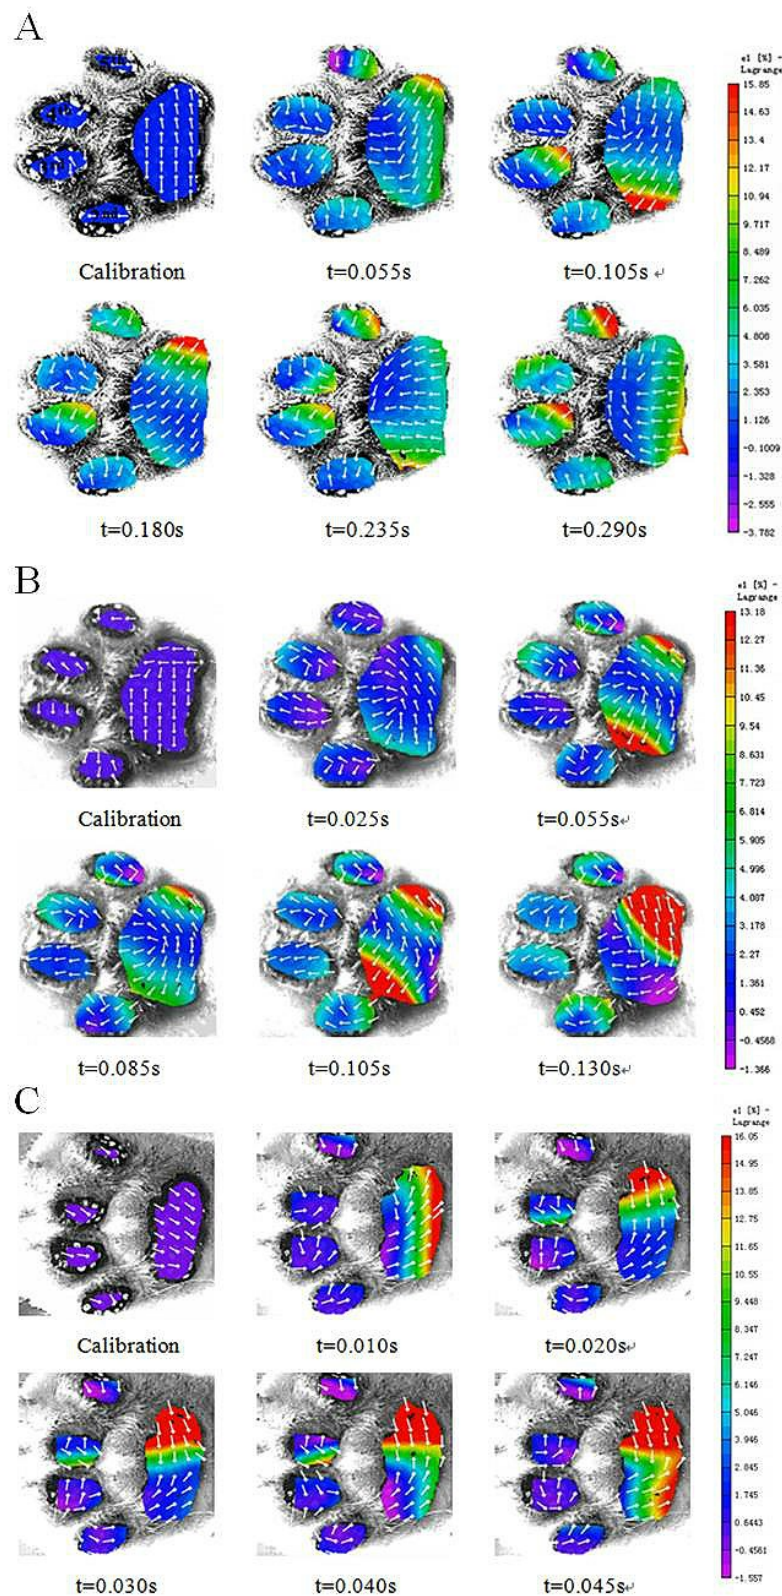 A
e1 [%] -
Lagrange
15.85
13.4
12.17
10.94
9.717
8.489
7.262
6.035
4.808
3.581
2.353
1.126
-0.1009
-1.328
-2.555
-3.782
Calibration
t=0.055s
t=0.105s ↵
t=0.180s
t=0.235s
t=0.290s
B
e1 [%] -
Lagrange
13.18
12.27
11.36
10.45
9.54
8.631
7.723
6.814
5.905
4.996
4.087
3.178
2.27
1.361
0.452
-0.4568
-1.366
Calibration
t=0.025s
t=0.055s↵
t=0.085s
t=0.105s
t=0.130s↵
C
e1 [%] -
Lagrange
16.05
14.95
13.85
12.75
11.65
10.55
9.448
8.347
7.247
6.146
5.045
3.945
2.845
1.745
0.6443
-0.4561
-1.557
Calibration
t=0.010s
t=0.020s↵
t=0.030s
t=0.040s
t=0.045s↵